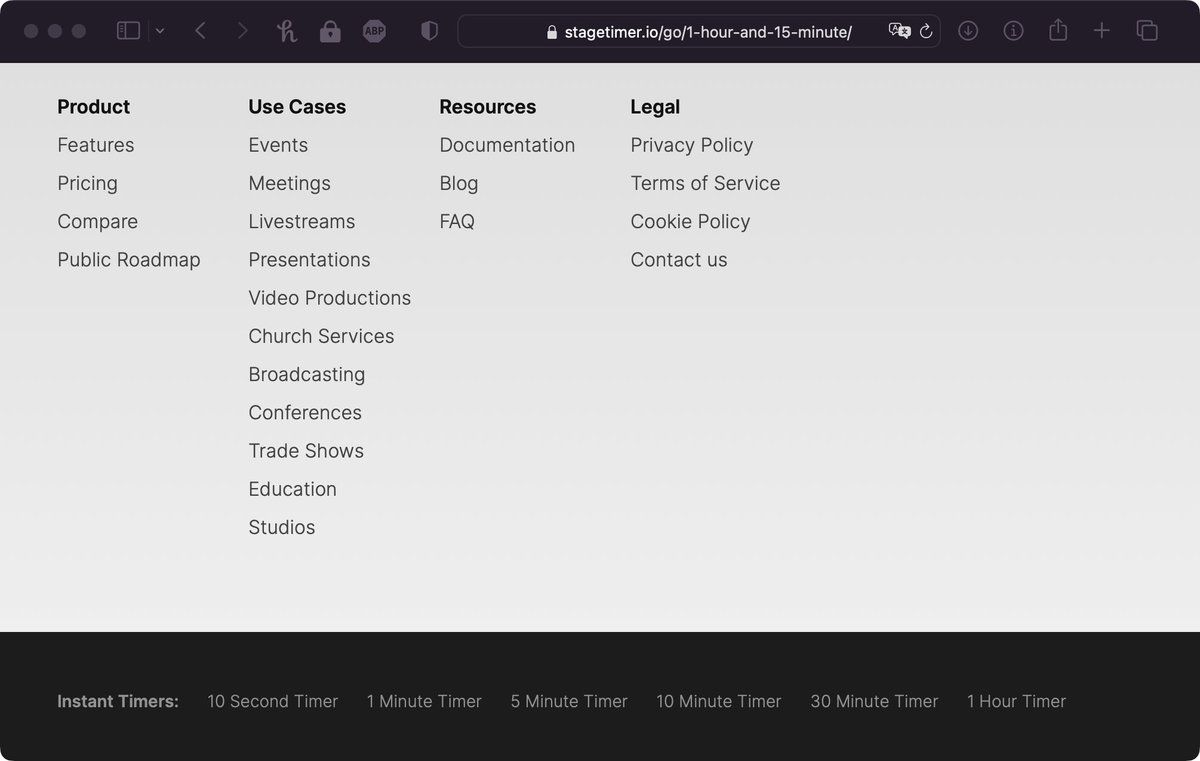 ABP
stagetimer.io/go/1-hour-and-15-minute/
Product
Features
Pricing
Compare
Public Roadmap
Use Cases
Events
Meetings
Livestreams
Presentations
Video Productions
Church Services
Broadcasting
Conferences
Trade Shows
Education
Studios
Resources
Documentation
Blog
FAQ
Legal
Privacy Policy
Terms of Service
Cookie Policy
Contact us
Instant Timers: 10 Second Timer 1 Minute Timer 5 Minute Timer 10 Minute Timer 30 Minute Timer 1 Hour Timer